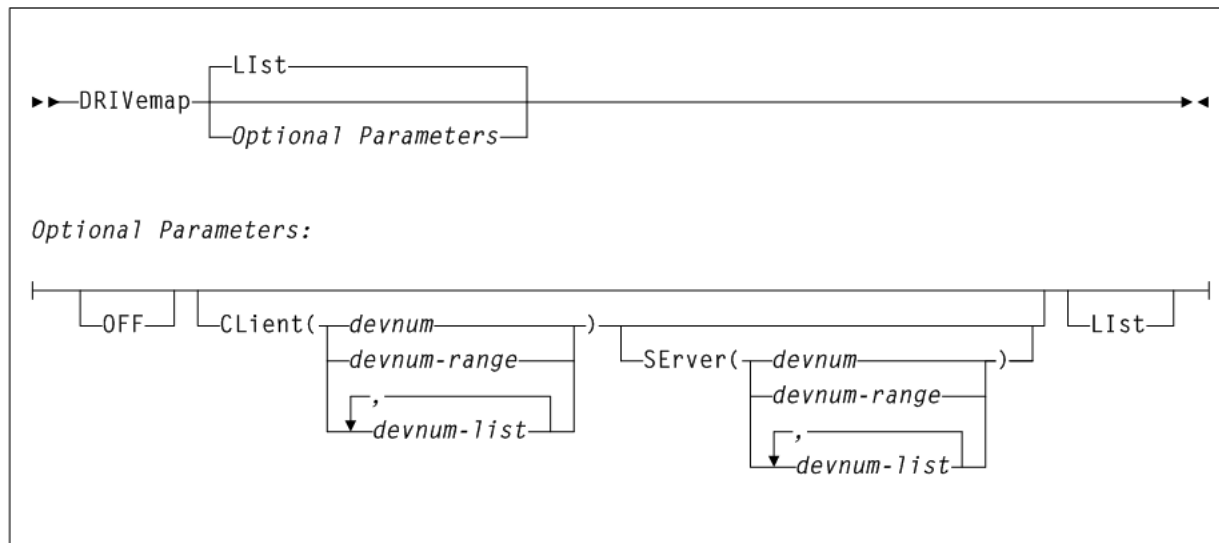 LIst
DRIVemap
Optional Parameters
Optional Parameters:
OFF CLient( devnum ) LIst
devnum-range SErver( devnum )
, devnum-range
devnum-list ,
devnum-list